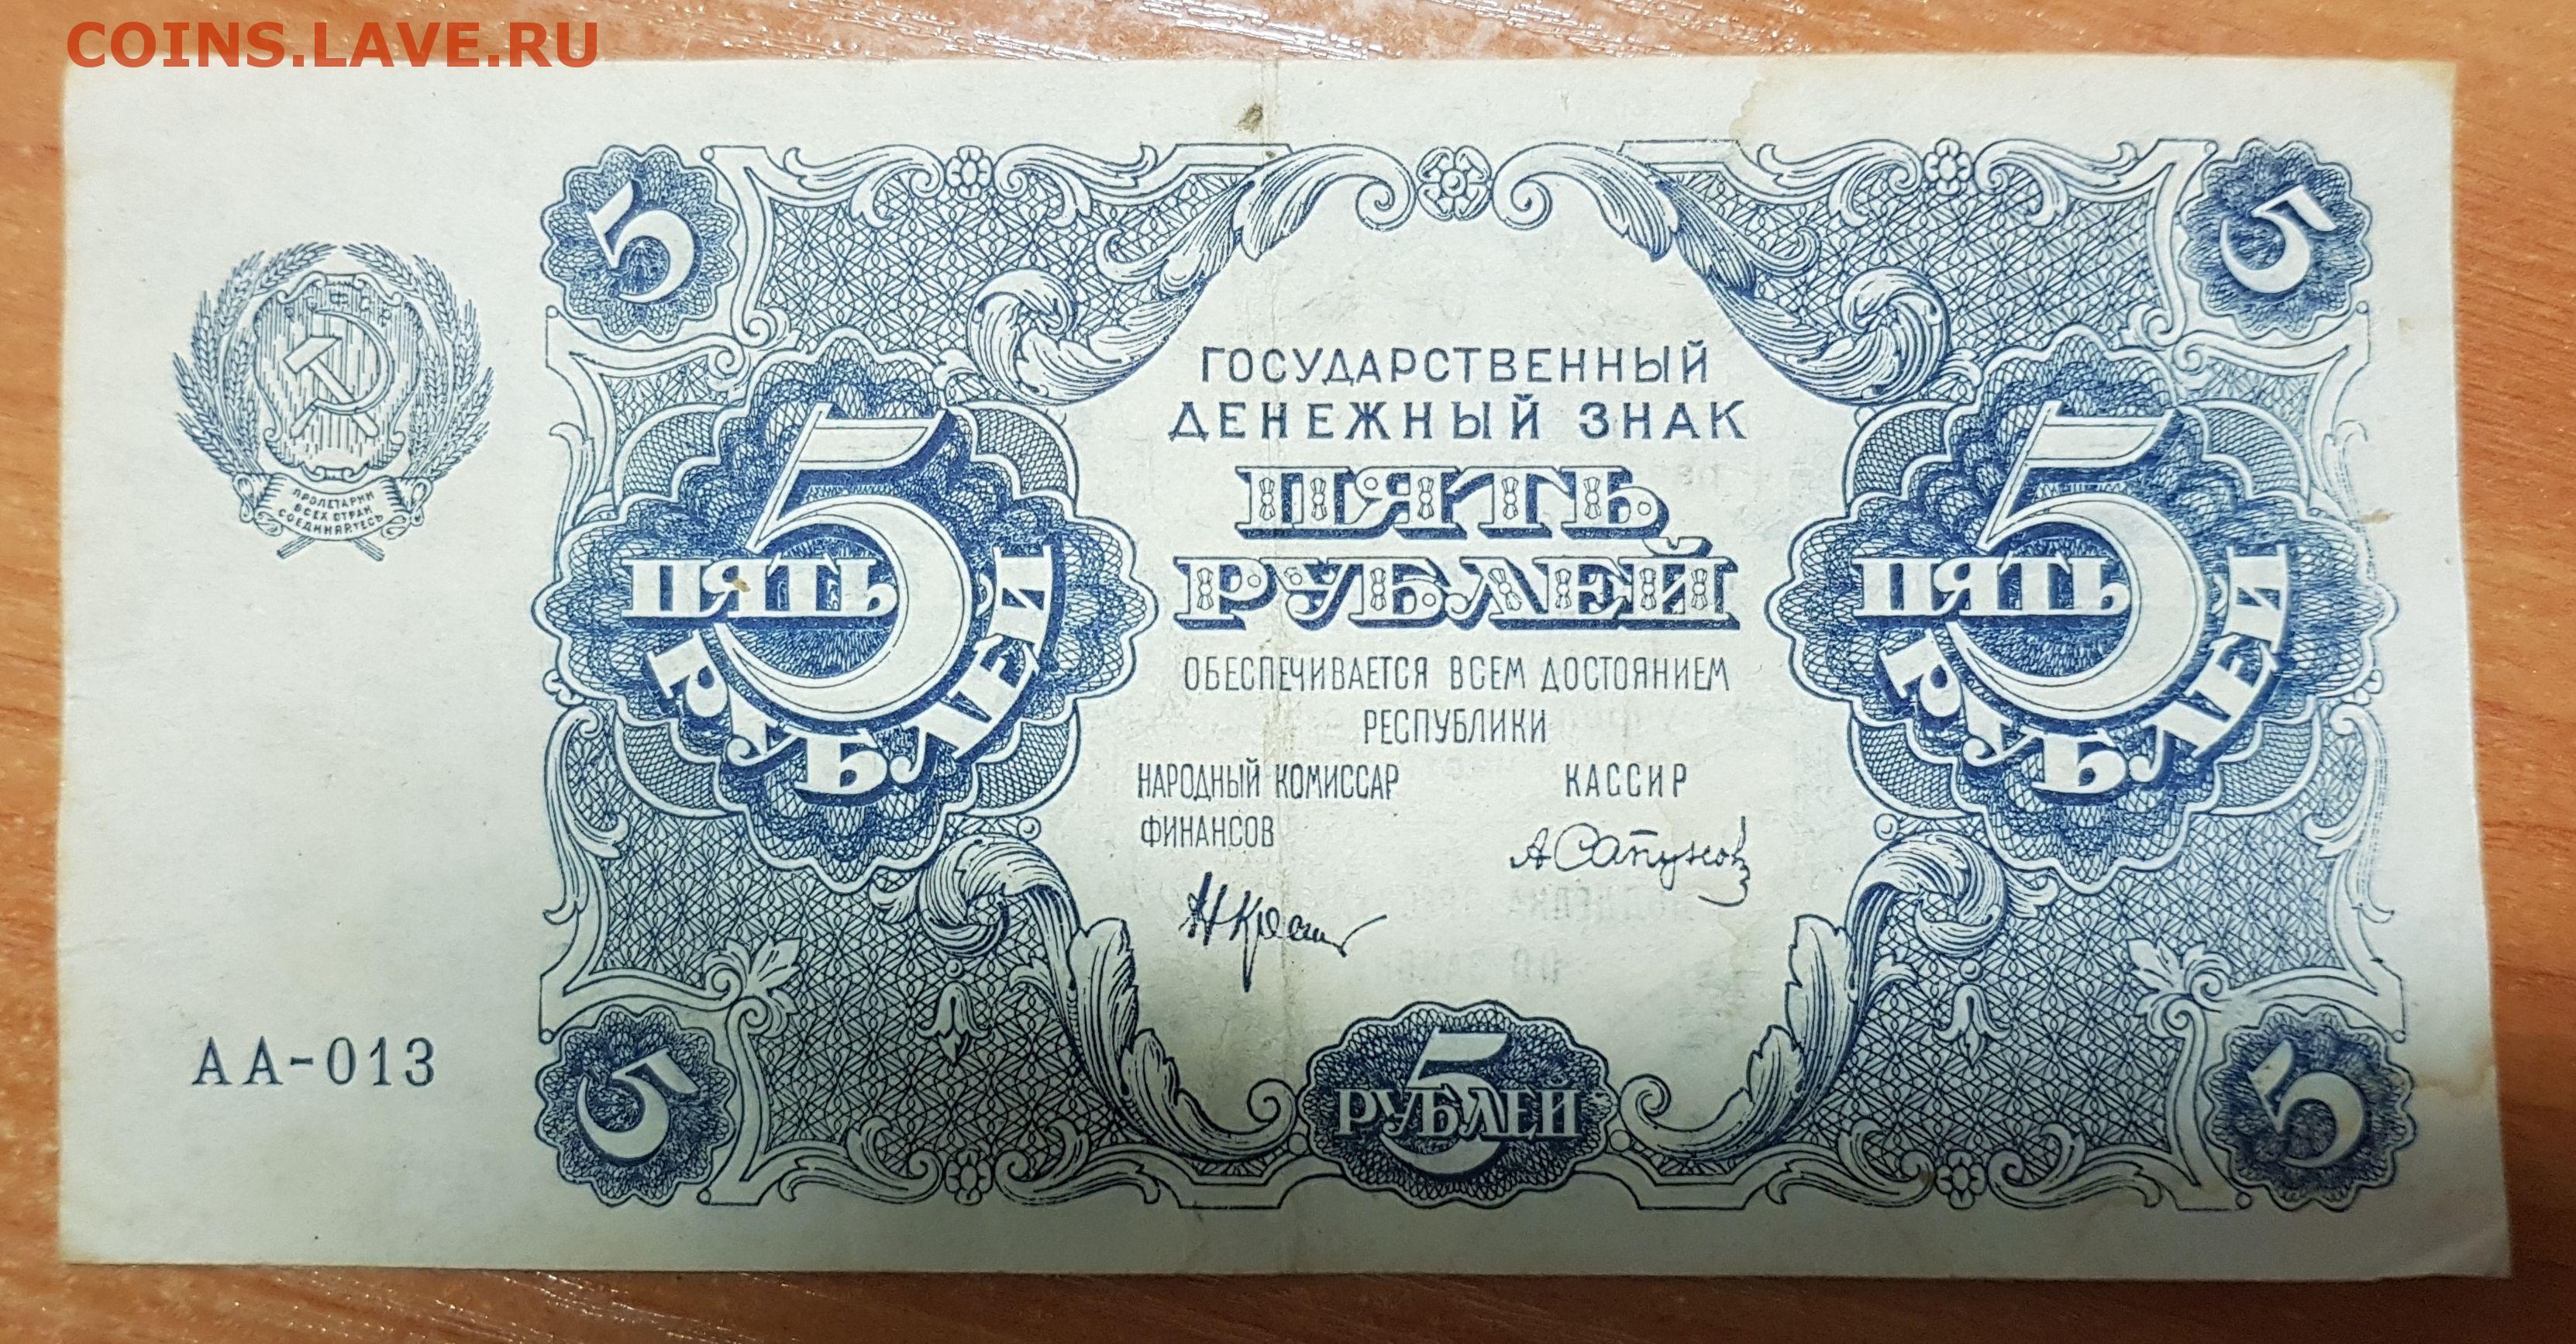 COINS.LAVE.RU
5
5
РСФСР
ГОСУДАРСТВЕННЫЙ
ДЕНЕЖНЫЙ ЗНАК
5
ПЯТЬ
РУБЛЕЙ
ПЯТЬ
РУБЛЕЙ
5
ПЯТЬ
РУБЛЕЙ
ПРОЛЕТАРИИ
ВСЕХ СТРАН
СОЕДИНЯЙТЕСЬ
ОБЕСПЕЧИВАЕТСЯ ВСЕМ ДОСТОЯНИЕМ
РЕСПУБЛИКИ
НАРОДНЫЙ КОМИССАР
ФИНАНСОВ
КАССИР
АА-013
5
5
РУБЛЕЙ
5